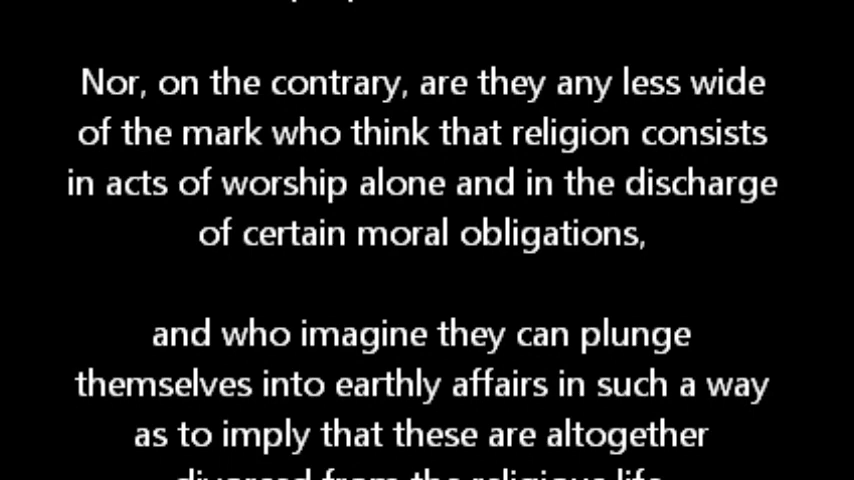 Nor, on the contrary, are they any less wide
of the mark who think that religion consists
in acts of worship alone and in the discharge
of certain moral obligations,
and who imagine they can plunge
themselves into earthly affairs in such a way
as to imply that these are altogether
divorced from the religious life